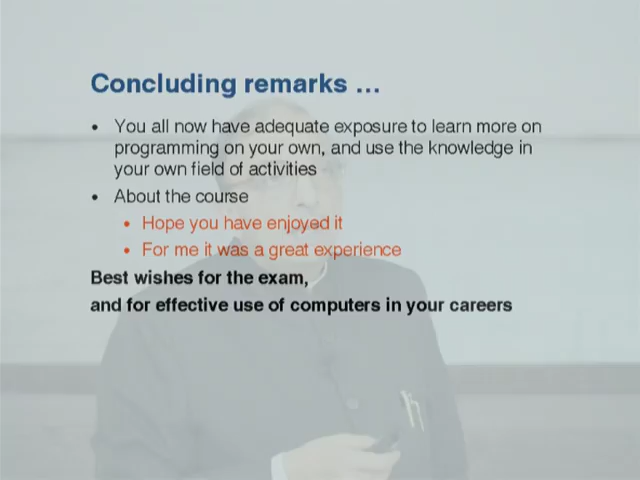 Concluding remarks ...
• You all now have adequate exposure to learn more on
programming on your own, and use the knowledge in
your own field of activities
• About the course
• Hope you have enjoyed it
• For me it was a great experience
Best wishes for the exam,
and for effective use of computers in your careers